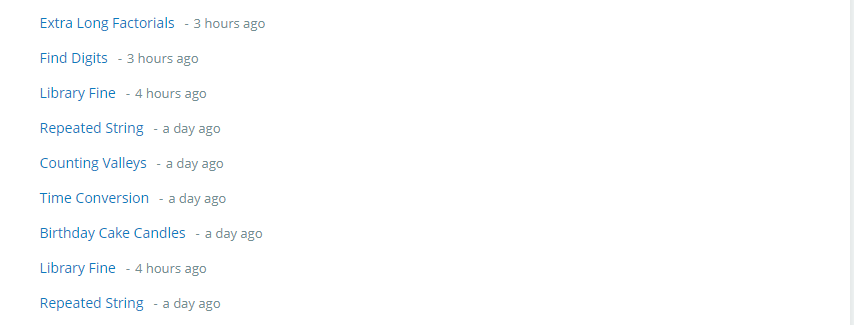 Extra Long Factorials - 3 hours ago
Find Digits - 3 hours ago
Library Fine - 4 hours ago
Repeated String - a day ago
Counting Valleys - a day ago
Time Conversion - a day ago
Birthday Cake Candles - a day ago
Library Fine - 4 hours ago
Repeated String - a day ago